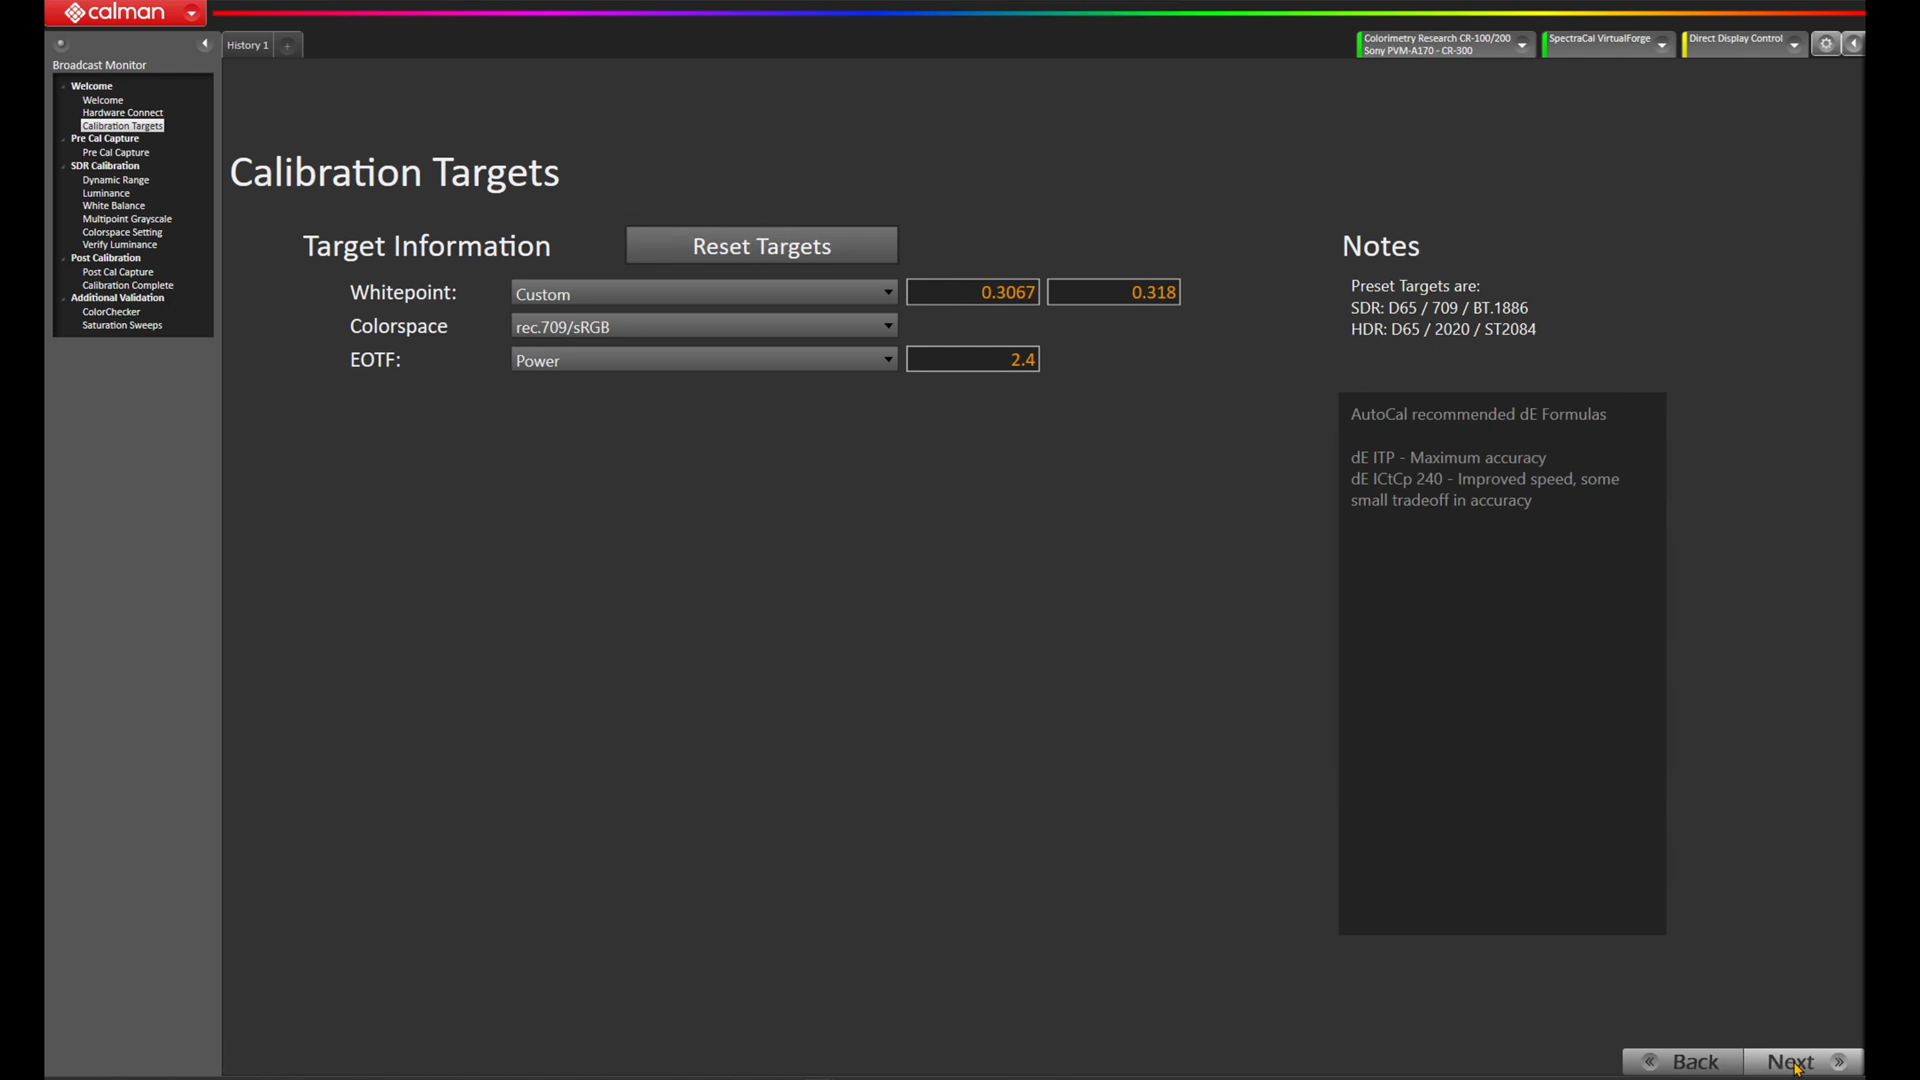 calman
History 1
+
Colorimetry Research CR-100/200
Sony PVM-A170 - CR-300
SpectraCal VirtualForge
Direct Display Control
Broadcast Monitor
Welcome
Welcome
Hardware Connect
Calibration Targets
Pre Cal Capture
Pre Cal Capture
SDR Calibration
Dynamic Range
Luminance
White Balance
Multipoint Grayscale
Colorspace Setting
Verify Luminance
Post Calibration
Post Cal Capture
Calibration Complete
Additional Validation
ColorChecker
Saturation Sweeps
Calibration Targets
Target Information
Reset Targets
Whitepoint:
Custom
0.3067
0.318
Colorspace
rec.709/sRGB
EOTF:
Power
2.4
Notes
Preset Targets are:
SDR: D65 / 709 / BT.1886
HDR: D65 / 2020 / ST2084
AutoCal recommended dE Formulas
dE ITP - Maximum accuracy
dE ICtCp 240 - Improved speed, some
small tradeoff in accuracy
« Back
Next »